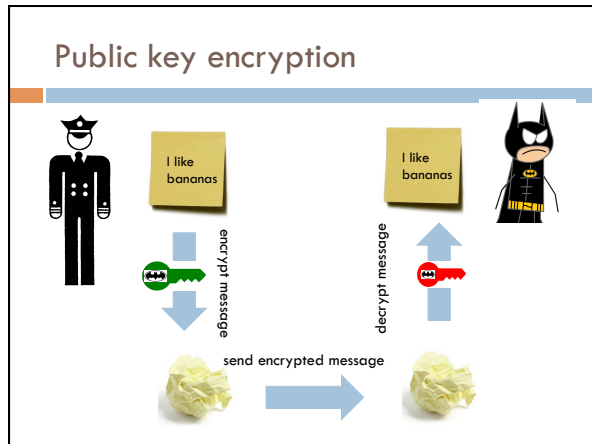 Public key encryption
I like
bananas
I like
bananas
encrypt message
decrypt message
send encrypted message